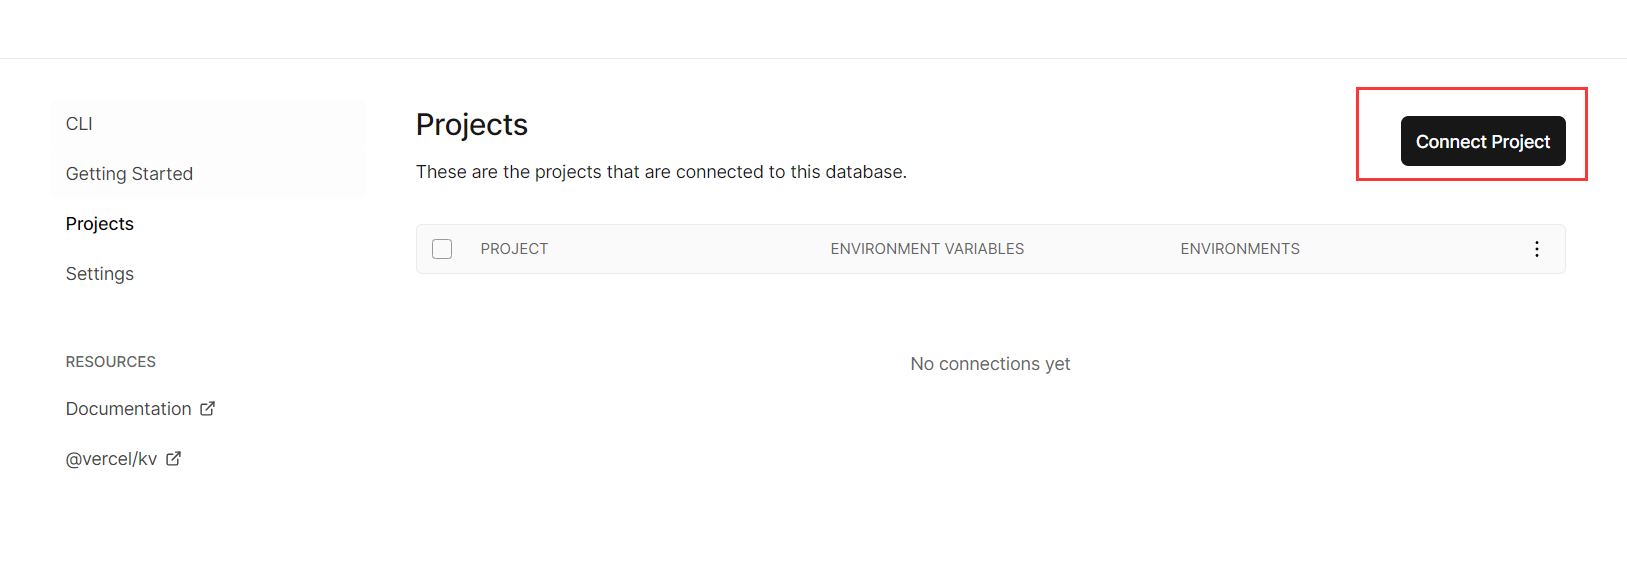 CLI
Getting Started
Projects
Settings
RESOURCES
Documentation
@vercel/kv
Projects
Connect Project
These are the projects that are connected to this database.
PROJECT ENVIRONMENT VARIABLES ENVIRONMENTS
No connections yet